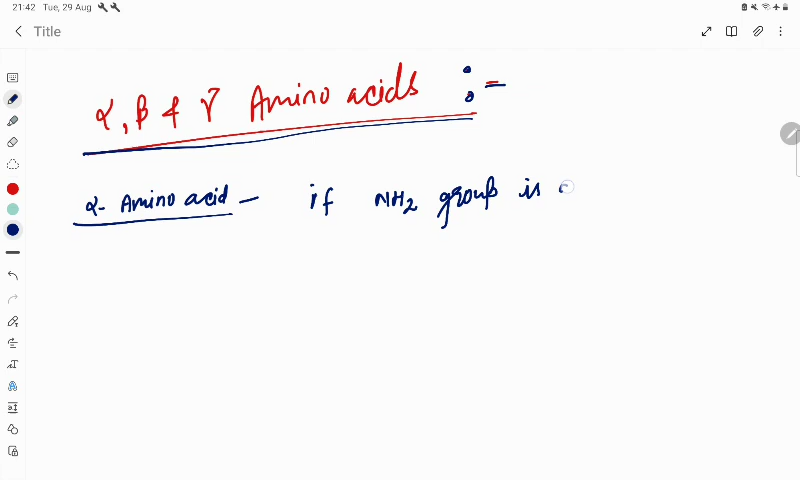 21:42 Tue, 29 Aug
Title
α, β & γ Amino acids :=
α- Amino acid - if NH2 group is